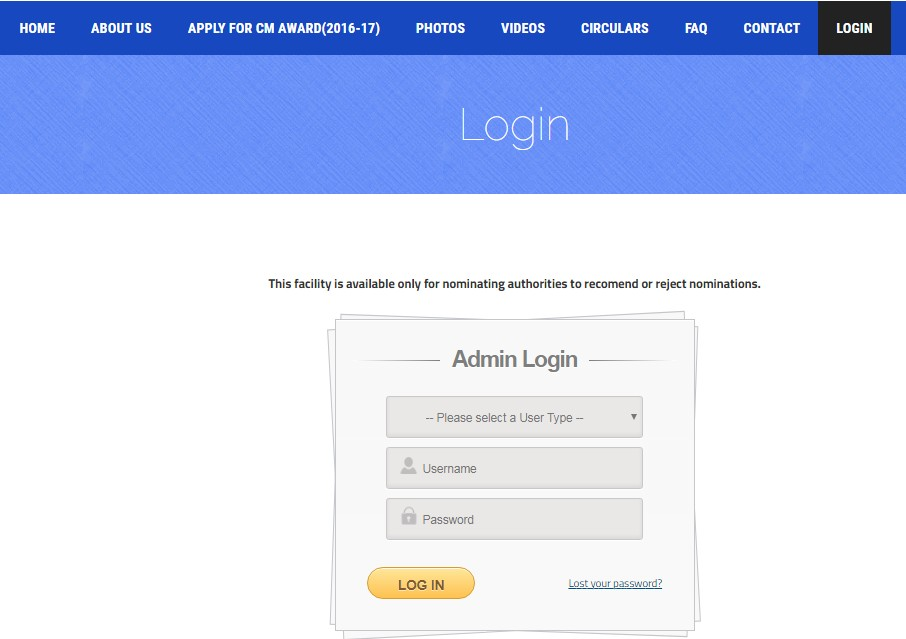 HOME ABOUT US APPLY FOR CM AWARD(2016-17) PHOTOS VIDEOS CIRCULARS FAQ CONTACT LOGIN
Login
This facility is available only for nominating authorities to recomend or reject nominations.
Admin Login
-- Please select a User Type --
Username
Password
LOG IN Lost your password?